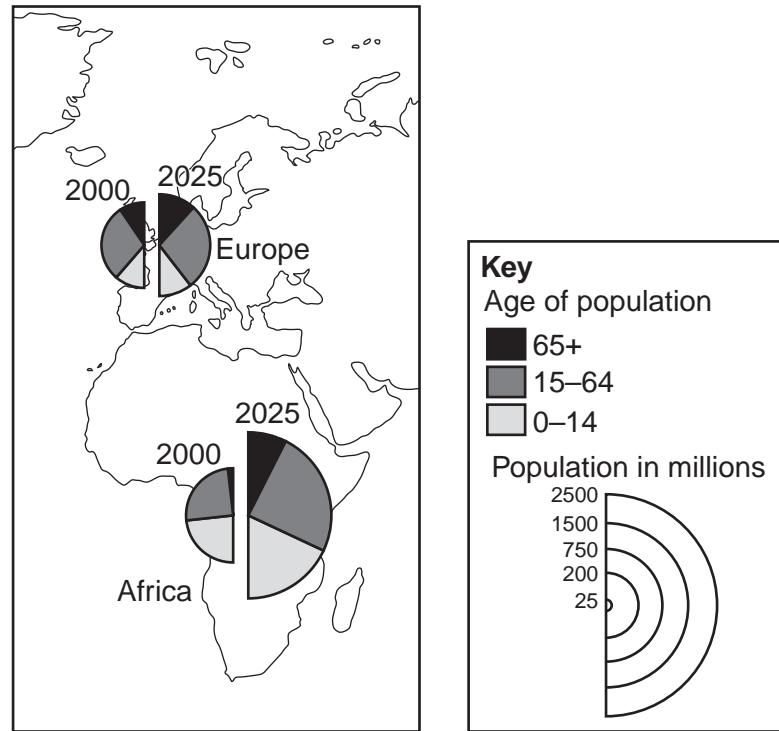 2000
2025
Europe
2025
2000
Africa
Key
Age of population
65+
15–64
0–14
Population in millions
2500
1500
750
200
25